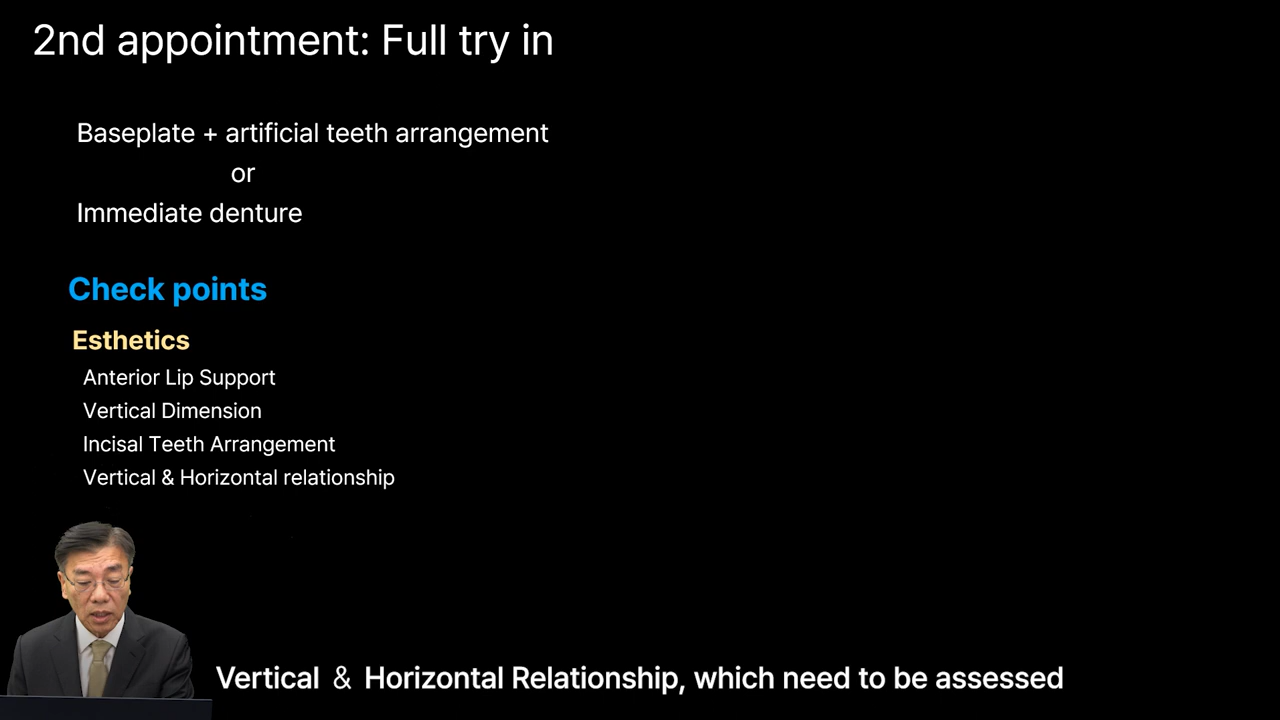 2nd appointment: Full try in
Baseplate + artificial teeth arrangement
or
Immediate denture
Check points
Esthetics
Anterior Lip Support
Vertical Dimension
Incisal Teeth Arrangement
Vertical & Horizontal relationship
Vertical & Horizontal Relationship, which need to be assessed